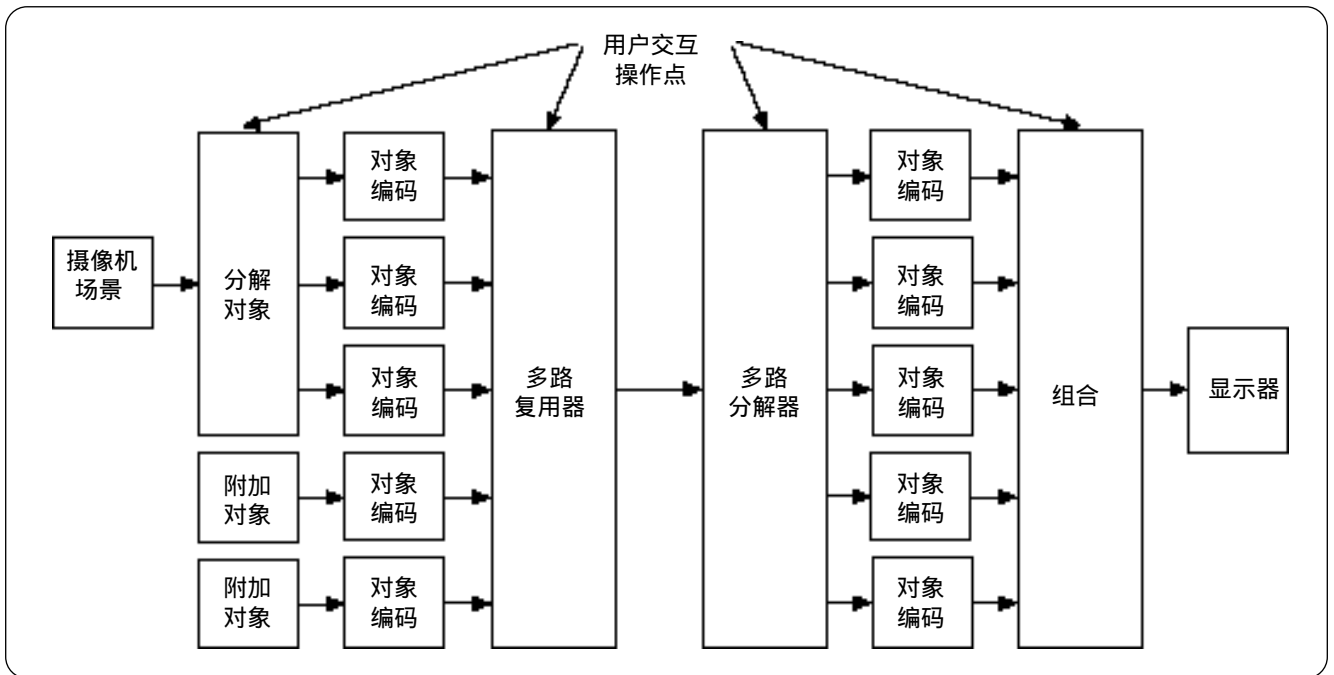 用户交互
操作点
摄像机
场景
分解
对象
附加
对象
附加
对象
对象
编码
对象
编码
对象
编码
对象
编码
对象
编码
多路
复用器
多路
分解器
对象
编码
对象
编码
对象
编码
对象
编码
对象
编码
组合
显示器